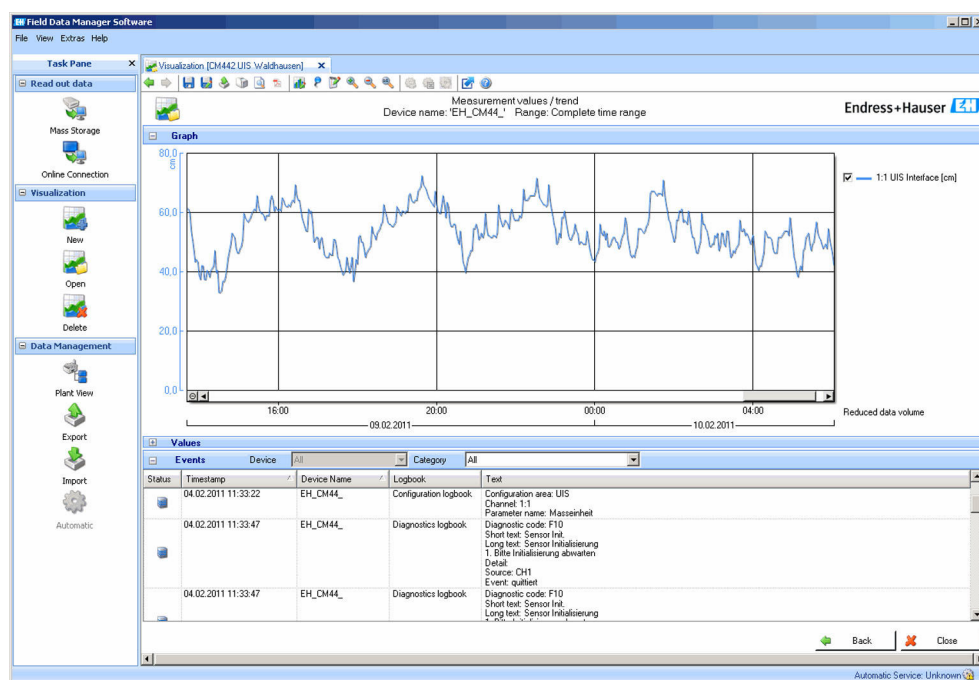 Field Data Manager Software
File View Extras Help
Task Pane
Read out data
Mass Storage
Online Connection
Visualization
New
Open
Delete
Data Management
Plant View
Export
Import
Automatic
Visualization [CM442 UIS Waldhausen]
Measurement values / trend
Device name: 'EH_CM44_' Range: Complete time range
Endress+Hauser EH
Graph
80,0
cm
60,0
40,0
20,0
0,0
16:00 20:00 00:00 04:00
09.02.2011 10.02.2011
1:1 UIS Interface [cm]
Reduced data volume
Values
Events Device All Category All
Status Timestamp Device Name Logbook Text
04.02.2011 11:33:22 EH_CM44_ Configuration logbook Configuration area: UIS
Channel: 1:1
Parameter name: Masseinheit
04.02.2011 11:33:47 EH_CM44_ Diagnostics logbook Diagnostic code: F10
Short text: Sensor Init.
Long text: Sensor Initialisierung
1. Bitte Initialisierung abwarten
Detail:
Source: CH1
Event: quittiert
04.02.2011 11:33:47 EH_CM44_ Diagnostics logbook Diagnostic code: F10
Short text: Sensor Init.
Long text: Sensor Initialisierung
Back Close
Automatic Service: Unknown